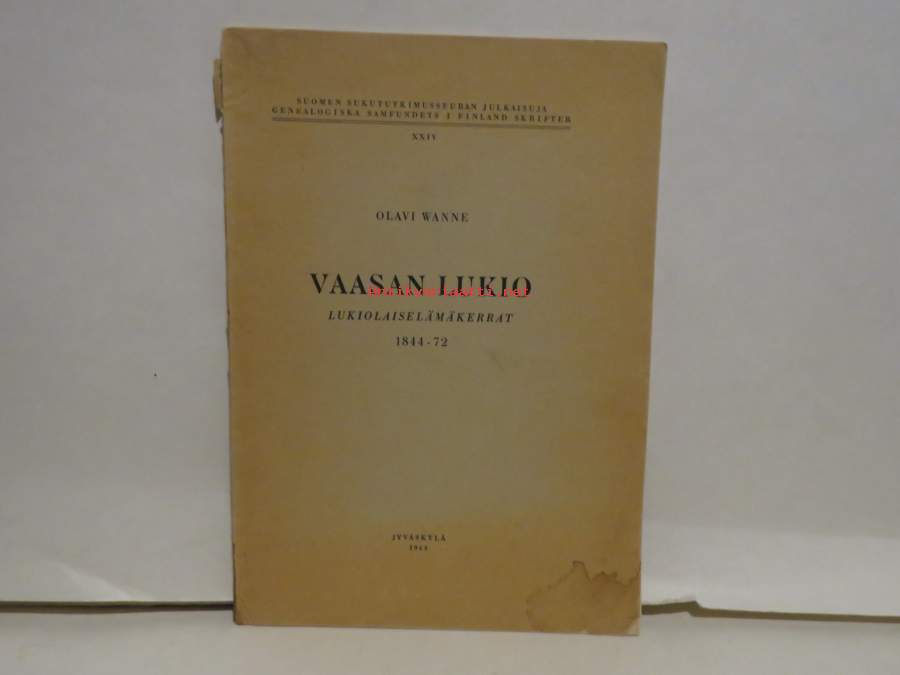 SUOMEN SUKUTUTKIMUSSEURAN JULKAISUJA
GENEALOGISKA SAMFUNDETS I FINLAND SKRIFTER
XXIV
OLAVI WANNE
VAASAN LUKIO
LUKIOLAISELÄMÄKERRAT
1844-72
JYVÄSKYLÄ